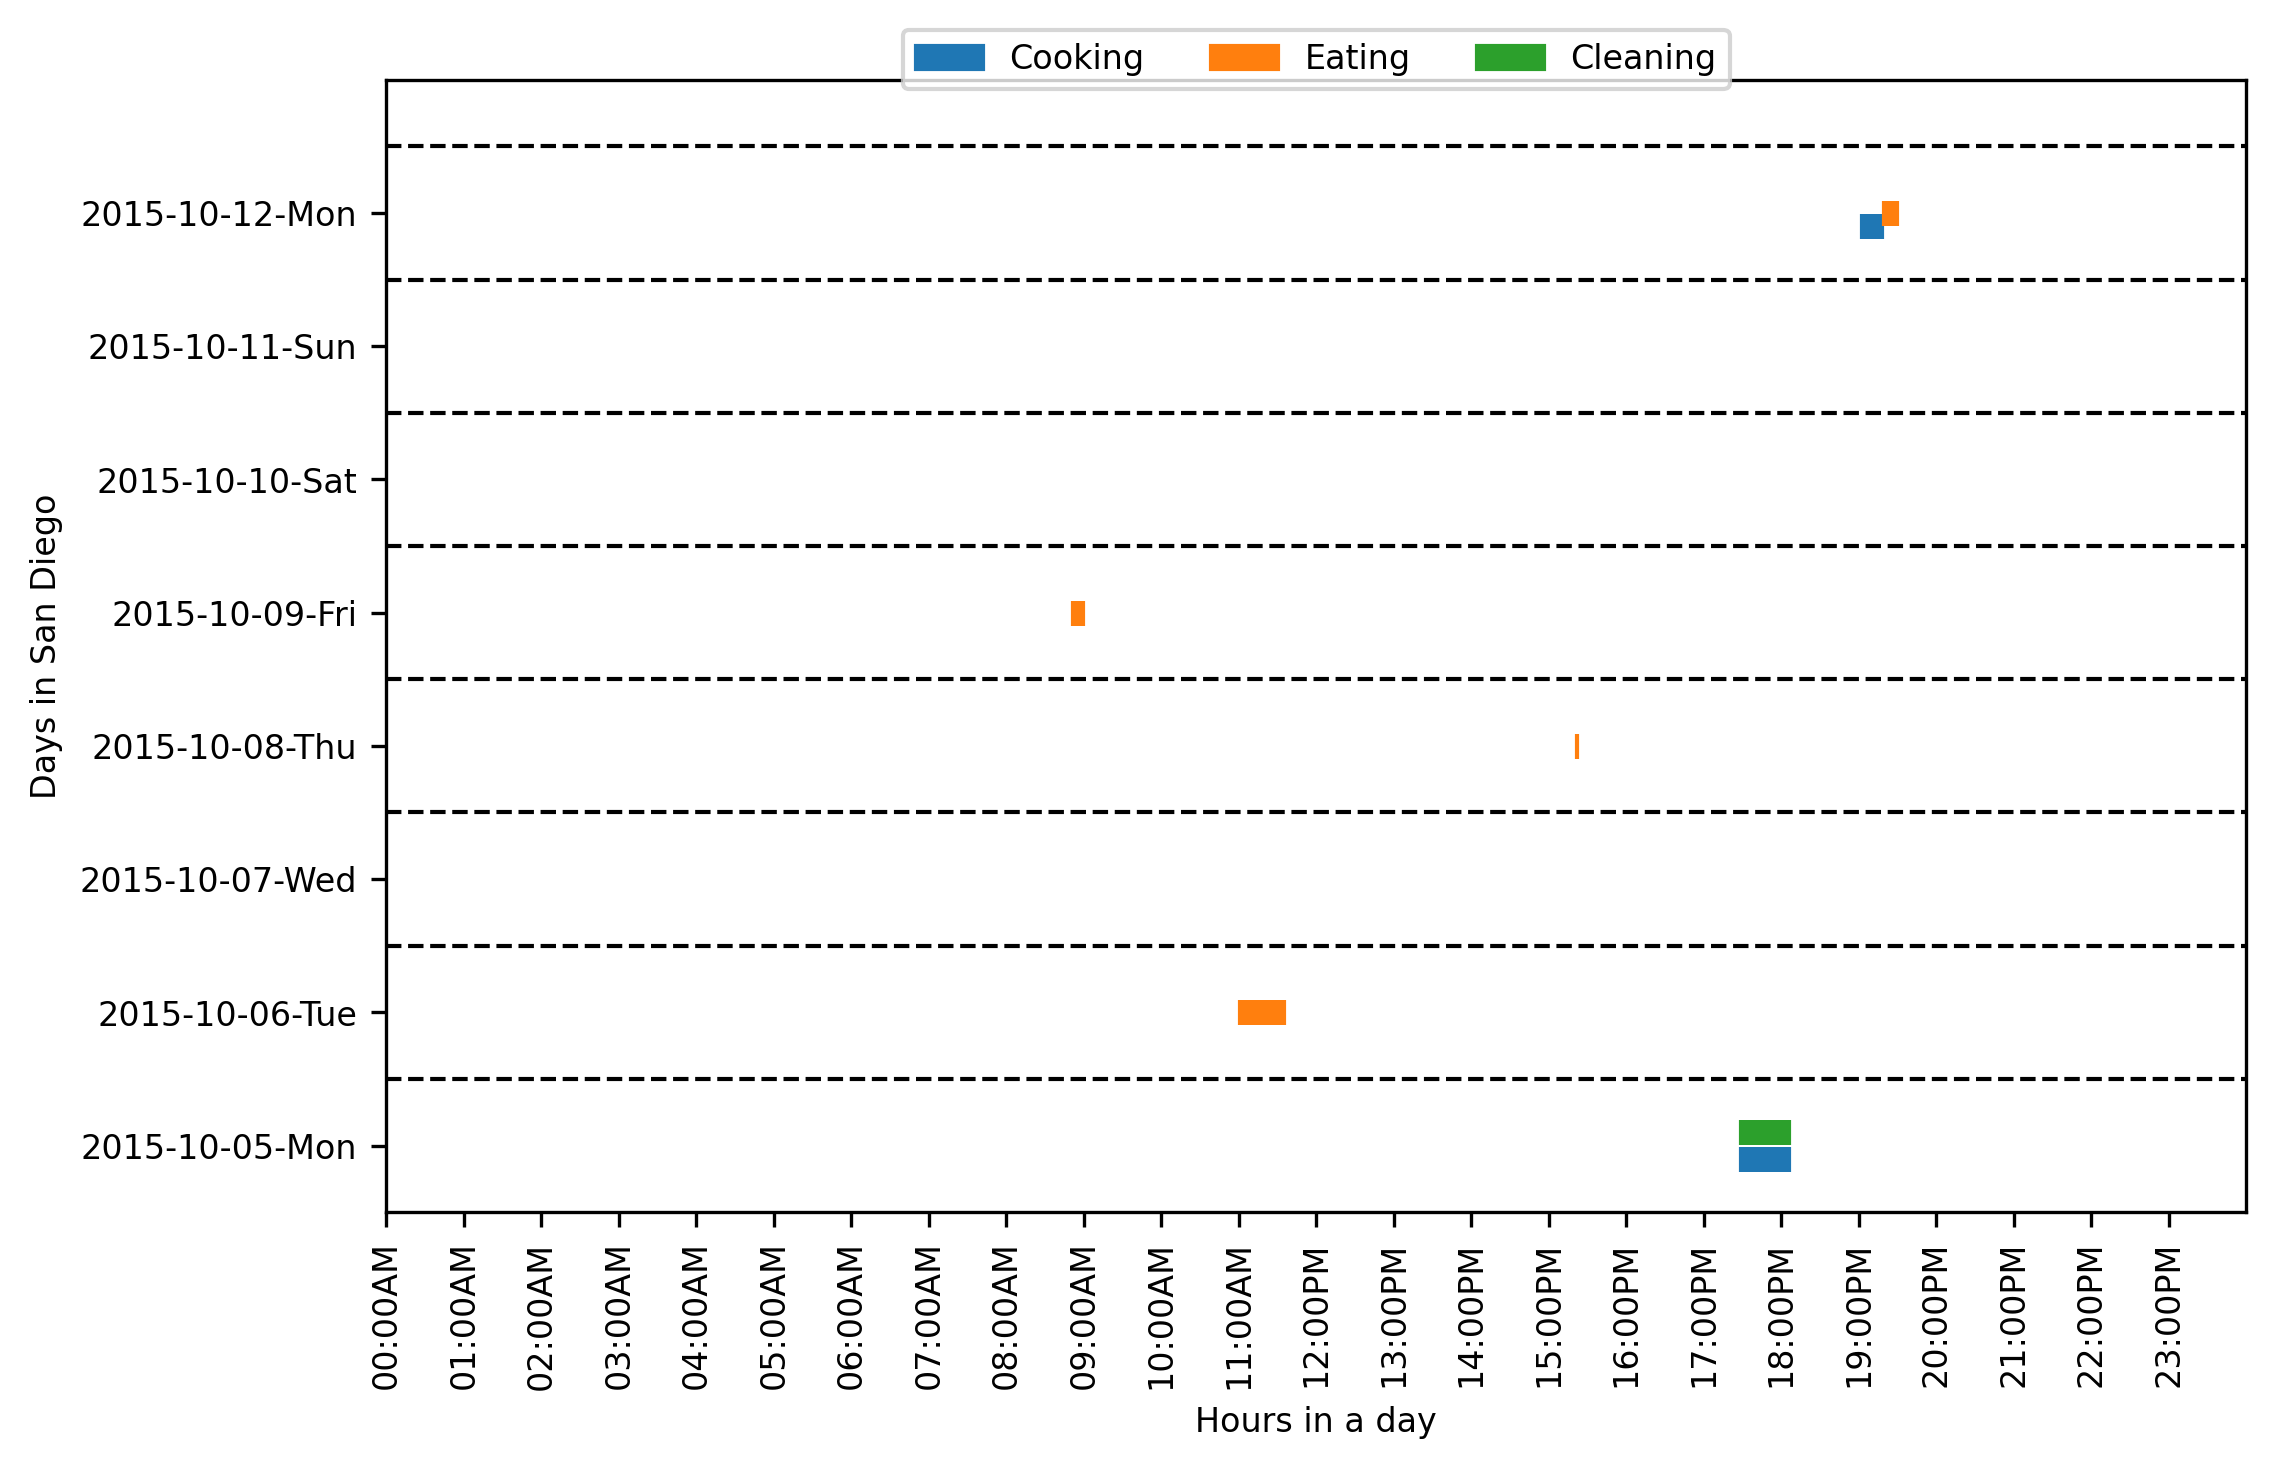 Cooking Eating Cleaning
2015-10-12-Mon
2015-10-11-Sun
2015-10-10-Sat
2015-10-09-Fri
2015-10-08-Thu
2015-10-07-Wed
2015-10-06-Tue
2015-10-05-Mon
Days in San Diego
00:00AM
01:00AM
02:00AM
03:00AM
04:00AM
05:00AM
06:00AM
07:00AM
08:00AM
09:00AM
10:00AM
11:00AM
12:00PM
13:00PM
14:00PM
15:00PM
16:00PM
17:00PM
18:00PM
19:00PM
20:00PM
21:00PM
22:00PM
23:00PM
Hours in a day